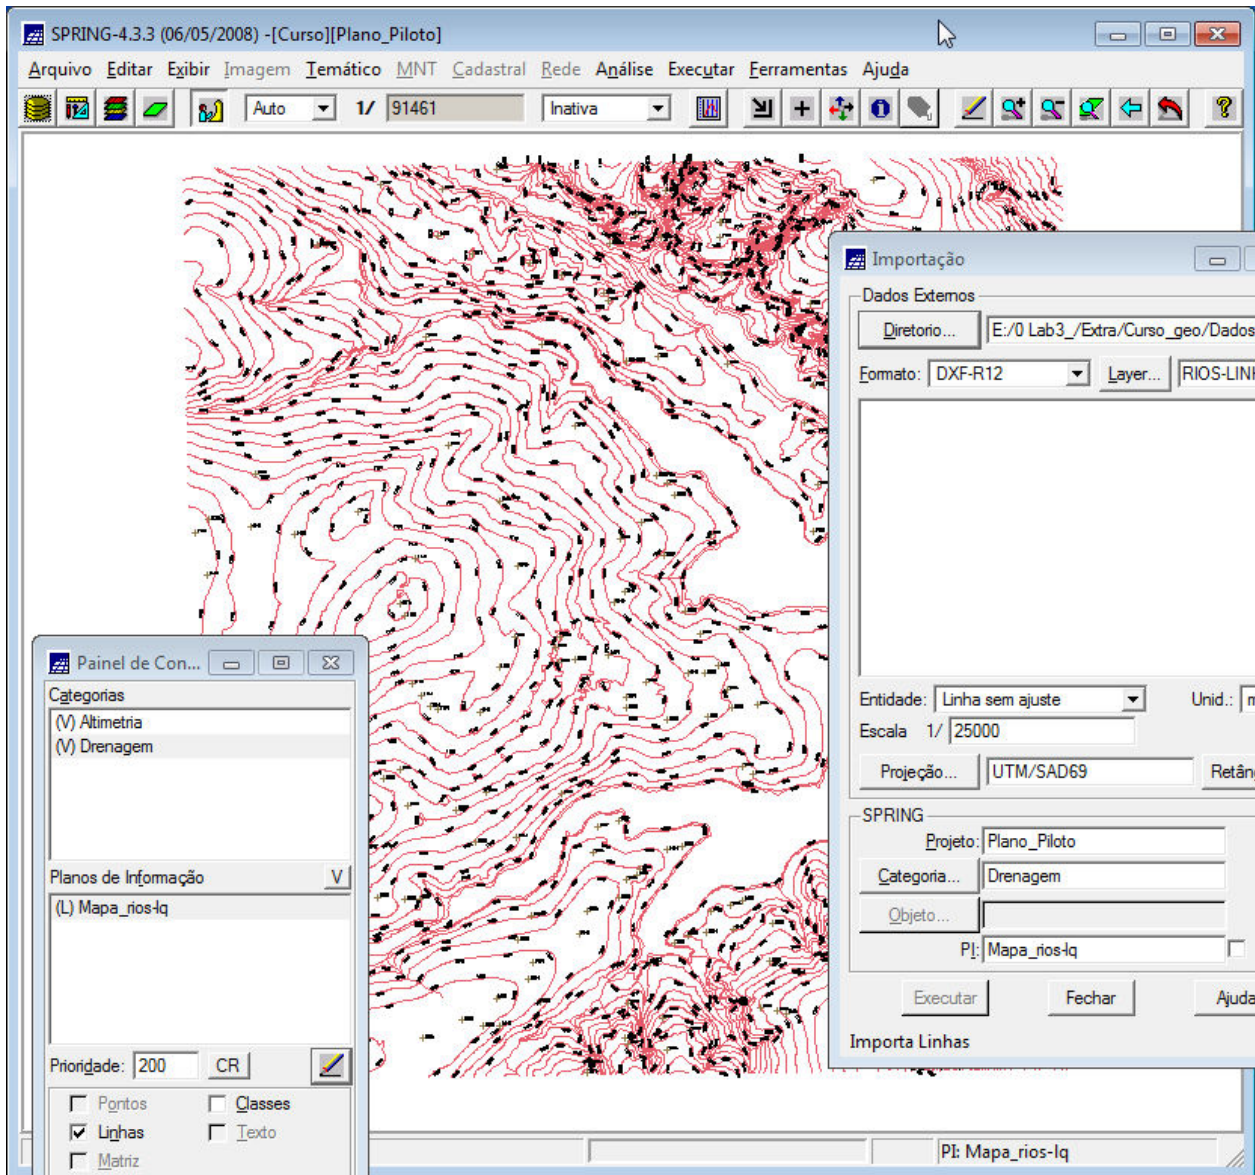 SPRING-4.3.3 (06/05/2008) -[Curso][Plano_Piloto]
Arquivo Editar Exibir Imagem Temático MNT Cadastral Rede Análise Executar Ferramentas Ajuda
Auto 1/ 91461 Inativa
Importação
Dados Externos
Diretorio... E:/0 Lab3_/Extra/Curso_geo/Dados
Formato: DXF-R12 Layer... RIOS-LINH
Entidade: Linha sem ajuste Unid.: m
Escala 1/ 25000
Projeção... UTM/SAD69 Retâng
SPRING
Projeto: Plano_Piloto
Categoria... Drenagem
Objeto...
PI: Mapa_rios-lq
Executar Fechar Ajuda
Importa Linhas
Painel de Con...
Categorias
(V) Altimetria
(V) Drenagem
Planos de Informação V
(L) Mapa_rios-lq
Prioridade: 200 CR
Pontos Classes
Linhas Texto
Matriz
PI: Mapa_rios-lq